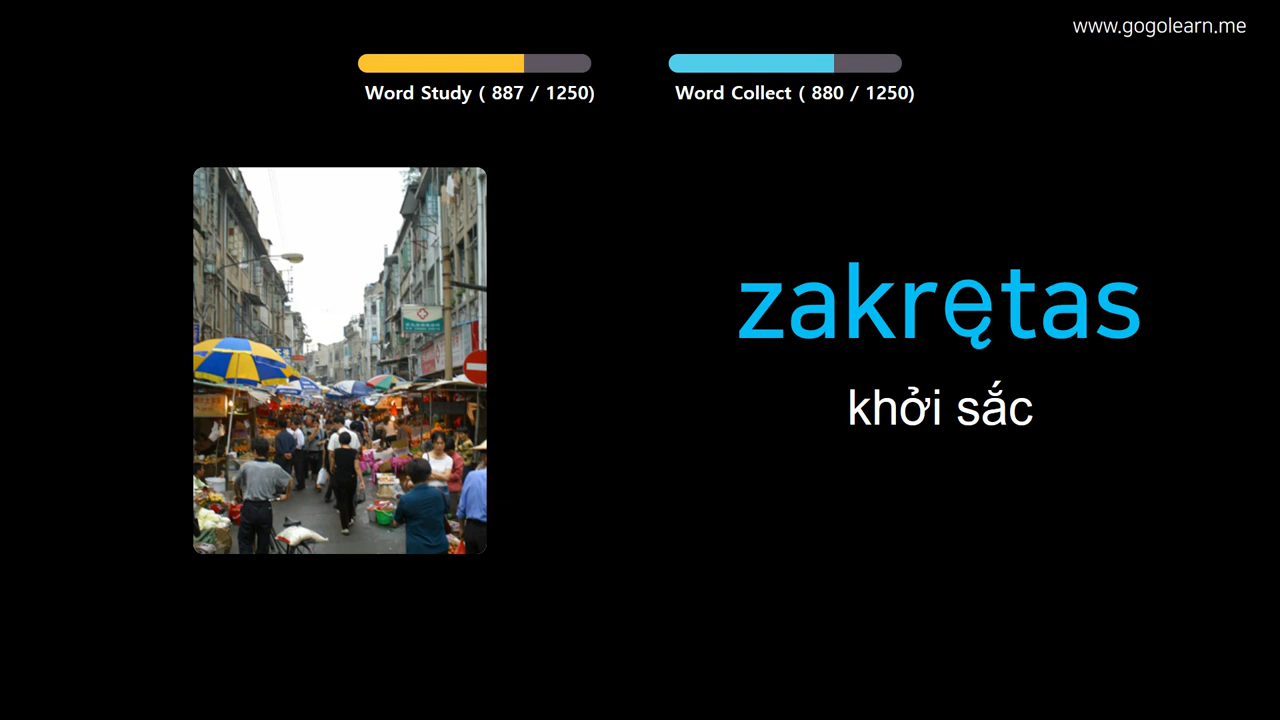 www.gogolearn.me
Word Study ( 887 / 1250)
Word Collect ( 880 / 1250)
zakrętas
khởi sắc